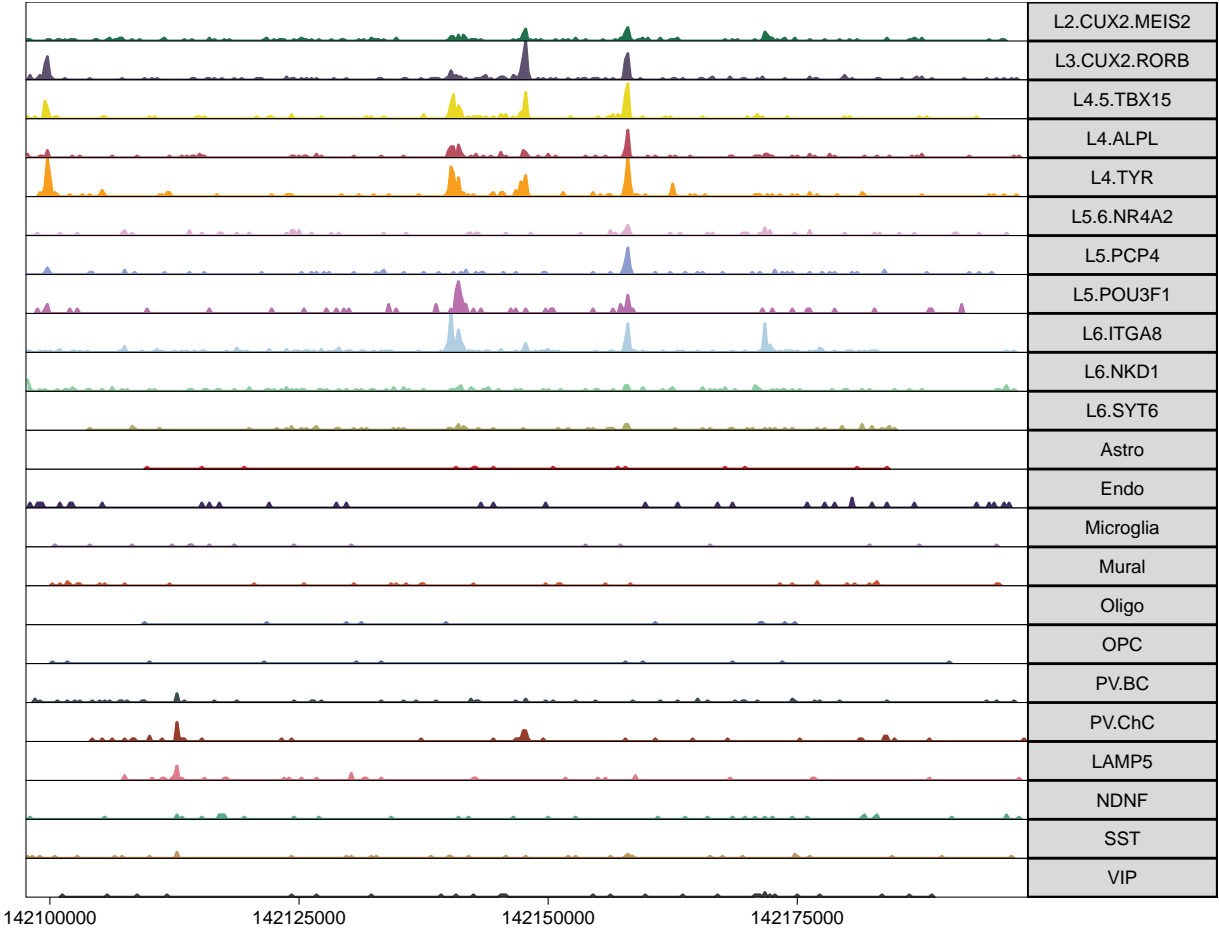 L2.CUX2.MEIS2
L3.CUX2.RORB
L4.5.TBX15
L4.ALPL
L4.TYR
L5.6.NR4A2
L5.PCP4
L5.POU3F1
L6.ITGA8
L6.NKD1
L6.SYT6
Astro
Endo
Microglia
Mural
Oligo
OPC
PV.BC
PV.ChC
LAMP5
NDNF
SST
VIP
142100000 142125000 142150000 142175000